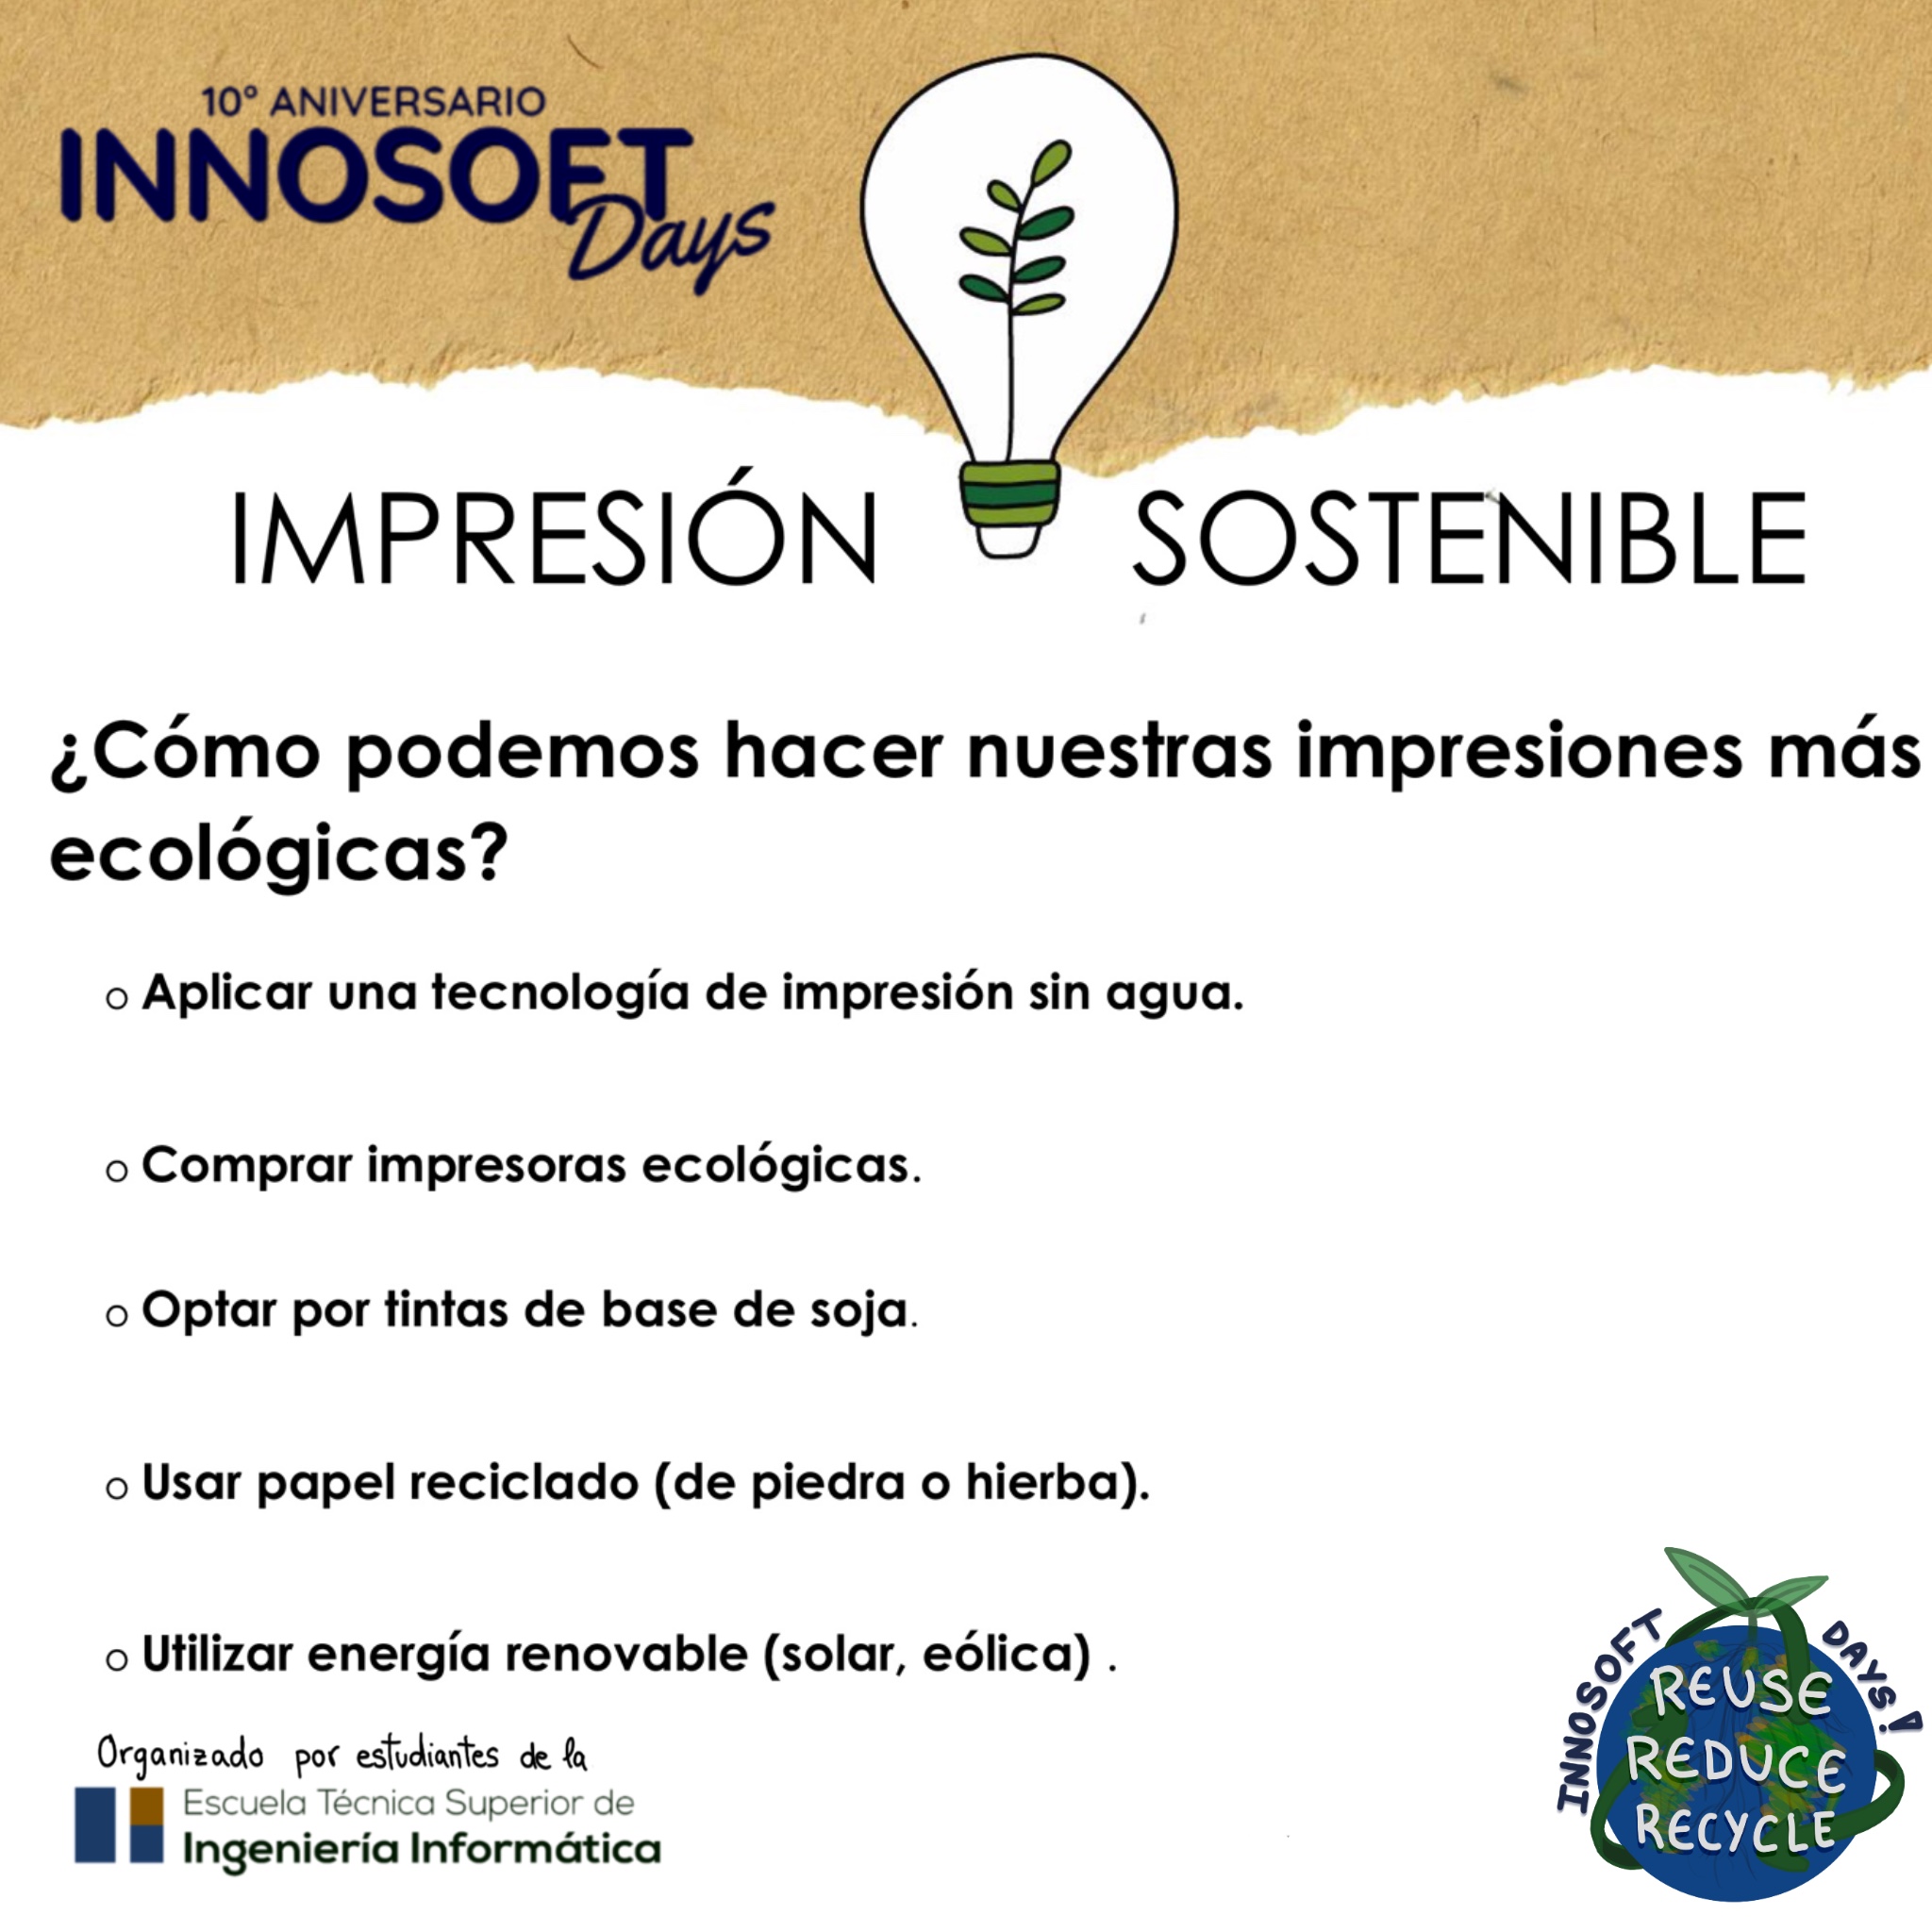 10º ANIVERSARIO
INNOSOFT
Days
IMPRESIÓN SOSTENIBLE
¿Cómo podemos hacer nuestras impresiones más
ecológicas?
o Aplicar una tecnología de impresión sin agua.
o Comprar impresoras ecológicas.
o Optar por tintas de base de soja.
o Usar papel reciclado (de piedra o hierba).
o Utilizar energía renovable (solar, eólica) .
Organizado por estudiantes de la
Escuela Técnica Superior de
Ingeniería Informática
INNOSOFT DAYS!
REUSE
REDUCE
RECYCLE